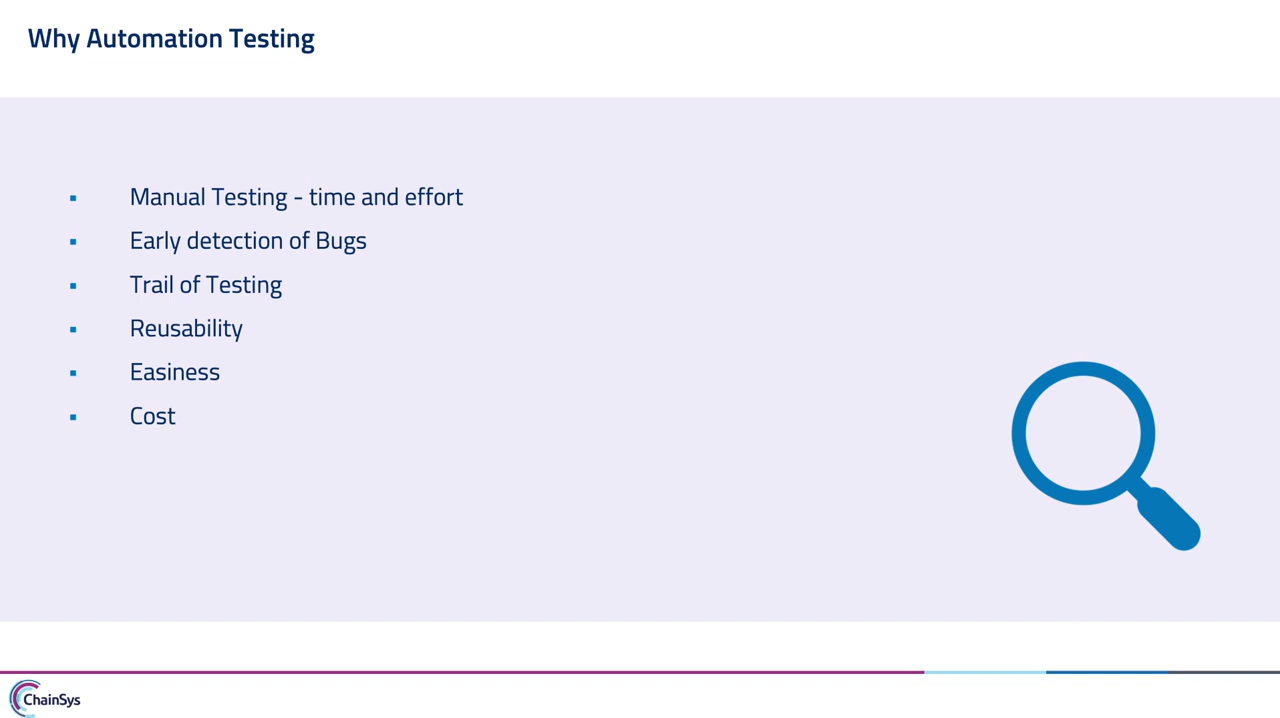 Why Automation Testing
▪ Manual Testing - time and effort
▪ Early detection of Bugs
▪ Trail of Testing
▪ Reusability
▪ Easiness
▪ Cost
ChainSys